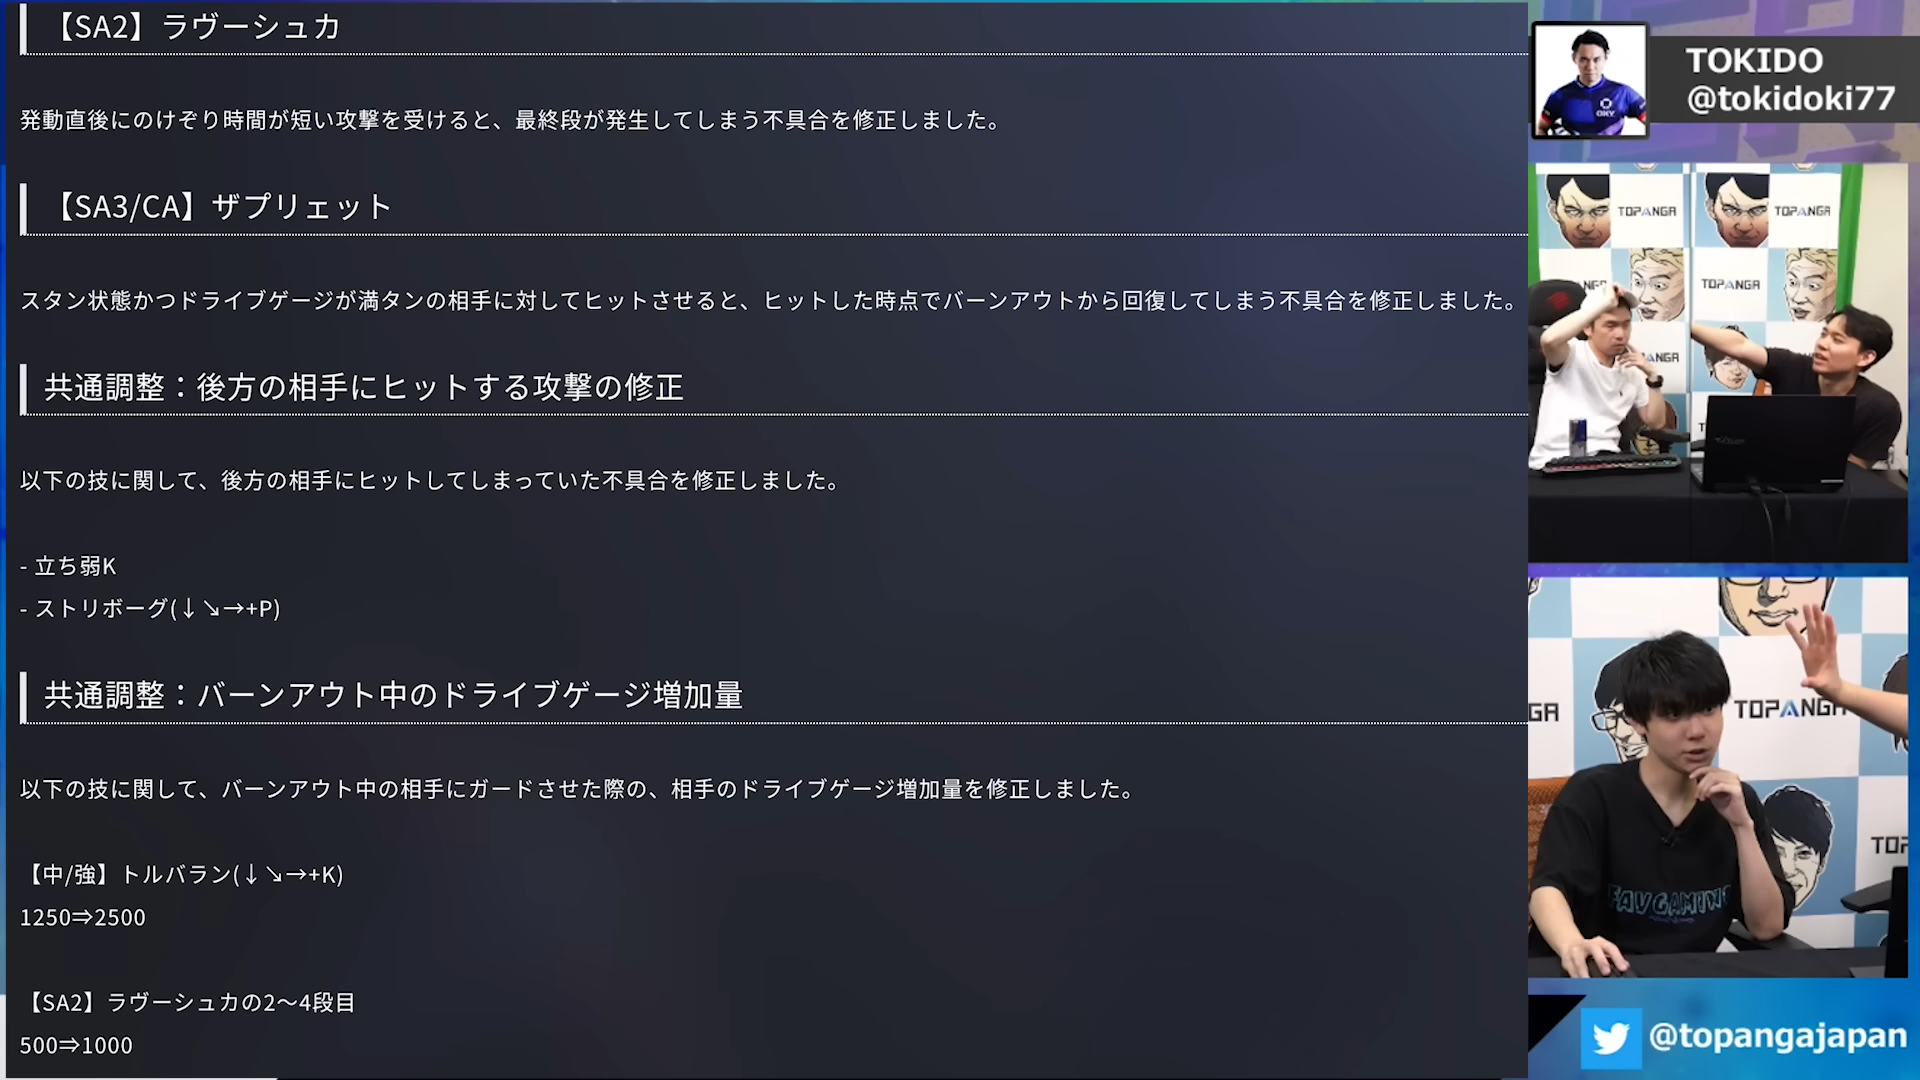 【SA2】ラヴーシュカ
発動直後にのけぞり時間が短い攻撃を受けると、最終段が発生してしまう不具合を修正しました。
【SA3/CA】ザプリェット
スタン状態かつドライブゲージが満タンの相手に対してヒットさせると、ヒットした時点でバーンアウトから回復してしまう不具合を修正しました。
共通調整：後方の相手にヒットする攻撃の修正
以下の技に関して、後方の相手にヒットしてしまっていた不具合を修正しました。
- 立ち弱K
- ストリボーグ(↓↘→+P)
共通調整：バーンアウト中のドライブゲージ増加量
以下の技に関して、バーンアウト中の相手にガードさせた際の、相手のドライブゲージ増加量を修正しました。
【中/強】トルバラン(↓↘→+K)
1250⇒2500
【SA2】ラヴーシュカの2〜4段目
500⇒1000
TOKIDO
@tokidoki77
TOPANGA
TOPANGA
TOPANGA
NGA
ANGA
GA
TOPANGA
FAV GAMING
@topangajapan